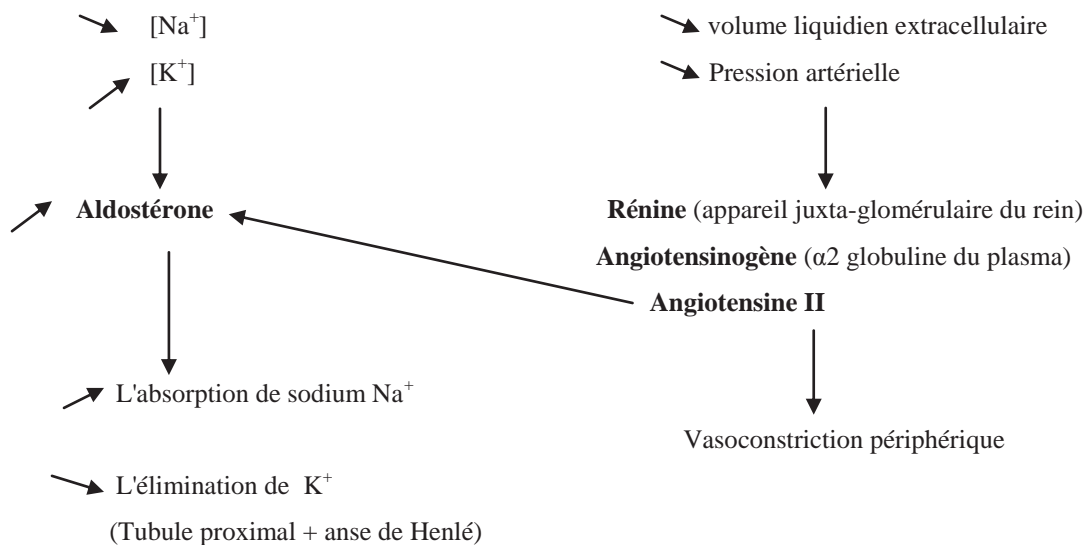 [Na⁺]
[K⁺]
Aldostérone
L'absorption de sodium Na⁺
L'élimination de K⁺
(Tubule proximal + anse de Henlé)
volume liquidien extracellulaire
Pression artérielle
Rénine (appareil juxta-glomérulaire du rein)
Angiotensinogène (α2 globuline du plasma)
Angiotensine II
Vasoconstriction périphérique